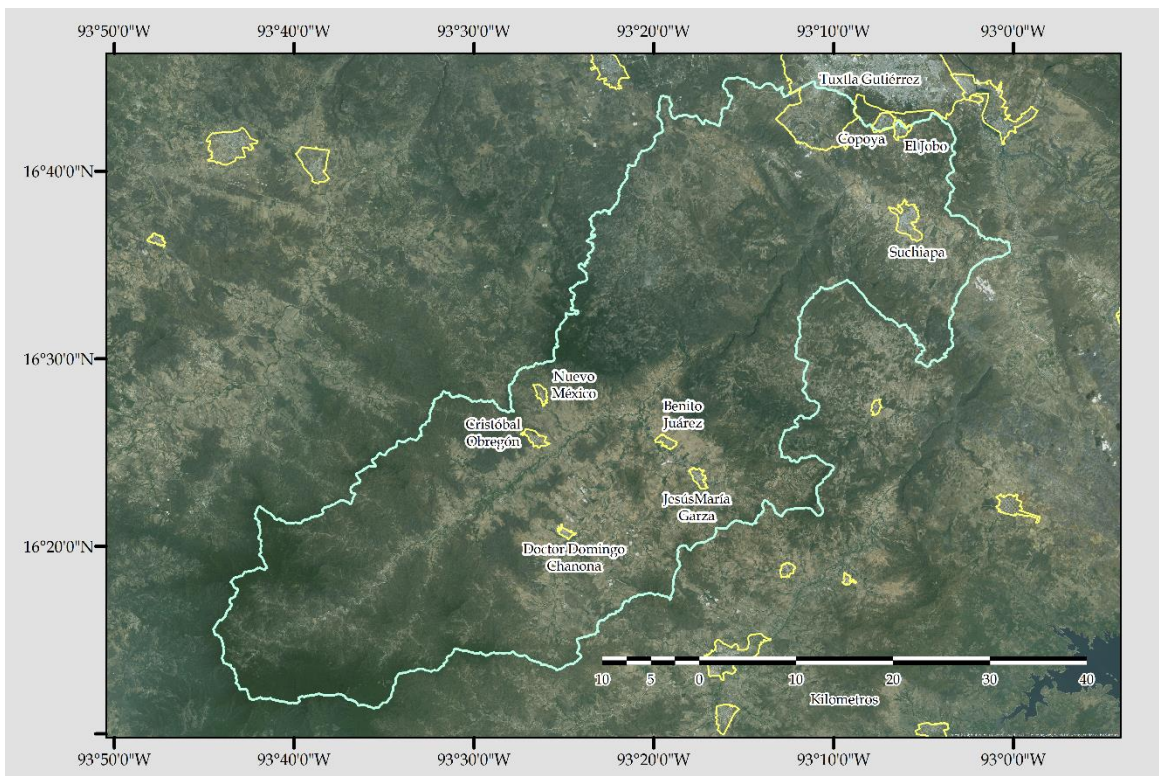 93°50'0"W 93°40'0"W 93°30'0"W 93°20'0"W 93°10'0"W 93°0'0"W
Tuxtla Gutiérrez
Copoya
El Jobo
16°40'0"N
Suchiapa
16°30'0"N
Nuevo
México
Benito
Juárez
Cristóbal
Obregón
JesúsMaría
Garza
16°20'0"N
Doctor Domingo
Chanona
10 5 0 10 20 30 40
Kilometros
93°50'0"W 93°40'0"W 93°30'0"W 93°20'0"W 93°10'0"W 93°0'0"W